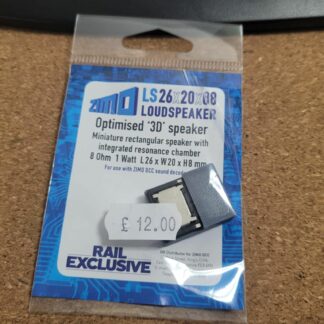 ZIMO
LS26x20x08
LOUDSPEAKER
Optimised '3D' speaker
Miniature rectangular speaker with
integrated resonance chamber
8 Ohm 1 Watt L26 x W20 x H8 mm
For use with ZIMO DCC sound decod
£ 12.00
RAIL
EXCLUSIVE